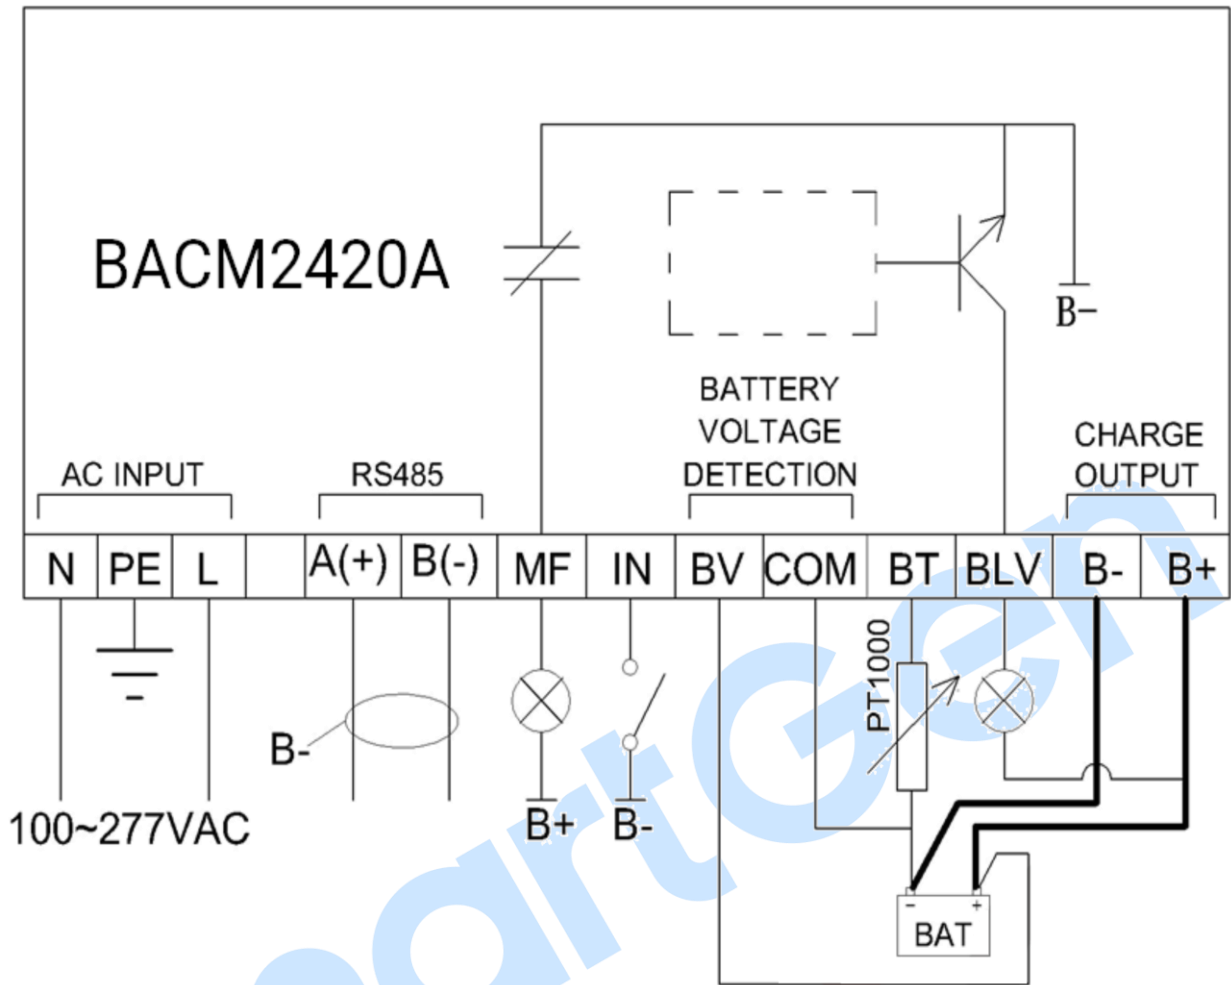 BACM2420A
B-
BATTERY
VOLTAGE
DETECTION
CHARGE
OUTPUT
AC INPUT
RS485
N PE L A(+) B(-) MF IN BV COM BT BLV B- B+
PT1000
B-
100~277VAC
B+
B-
- +
BAT
artGen